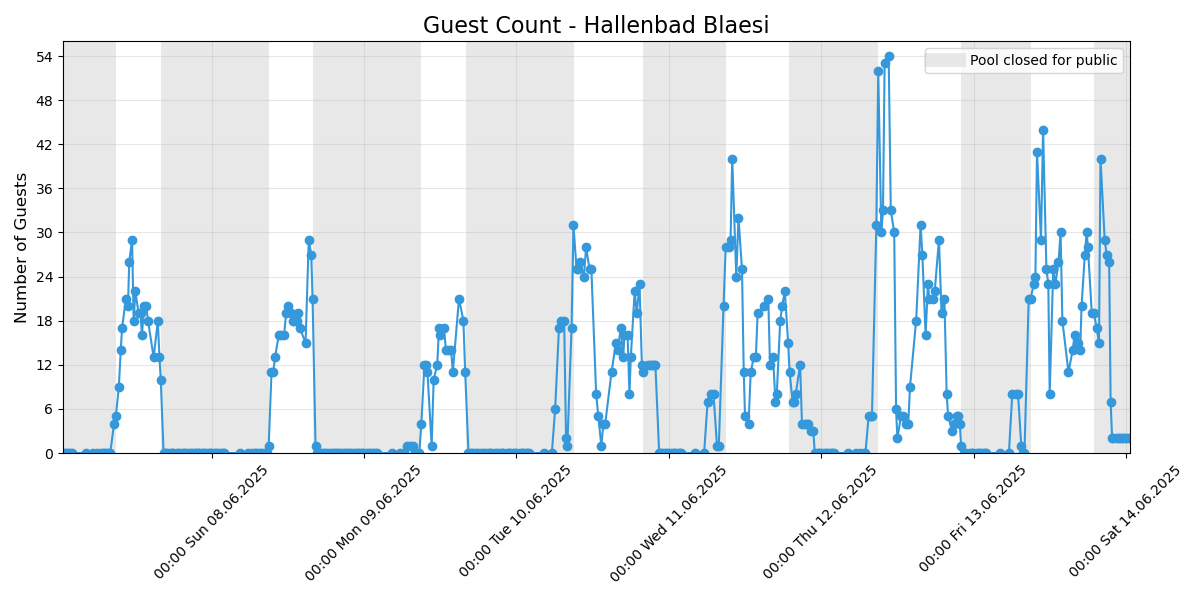 Guest Count - Hallenbad Blaesi
Pool closed for public
Number of Guests
54
48
42
36
30
24
18
12
6
0
00:00 Sun 08.06.2025
00:00 Mon 09.06.2025
00:00 Tue 10.06.2025
00:00 Wed 11.06.2025
00:00 Thu 12.06.2025
00:00 Fri 13.06.2025
00:00 Sat 14.06.2025